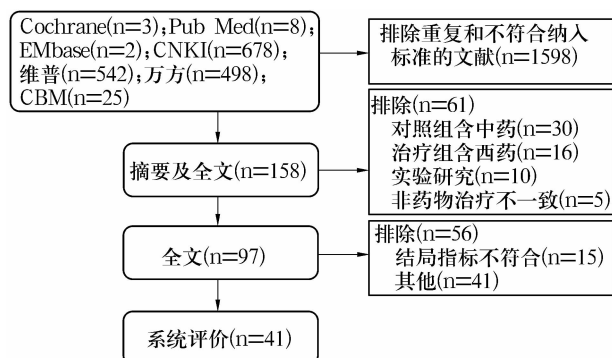 Cochrane(n=3);Pub Med(n=8);
EMbase(n=2);CNKI(n=678);
维普(n=542);万方(n=498);
CBM(n=25)
排除重复和不符合纳入
标准的文献(n=1598)
摘要及全文(n=158)
排除(n=61)
对照组含中药(n=30)
治疗组含西药(n=16)
实验研究(n=10)
非药物治疗不一致(n=5)
全文(n=97)
排除(n=56)
结局指标不符合(n=15)
其他(n=41)
系统评价(n=41)